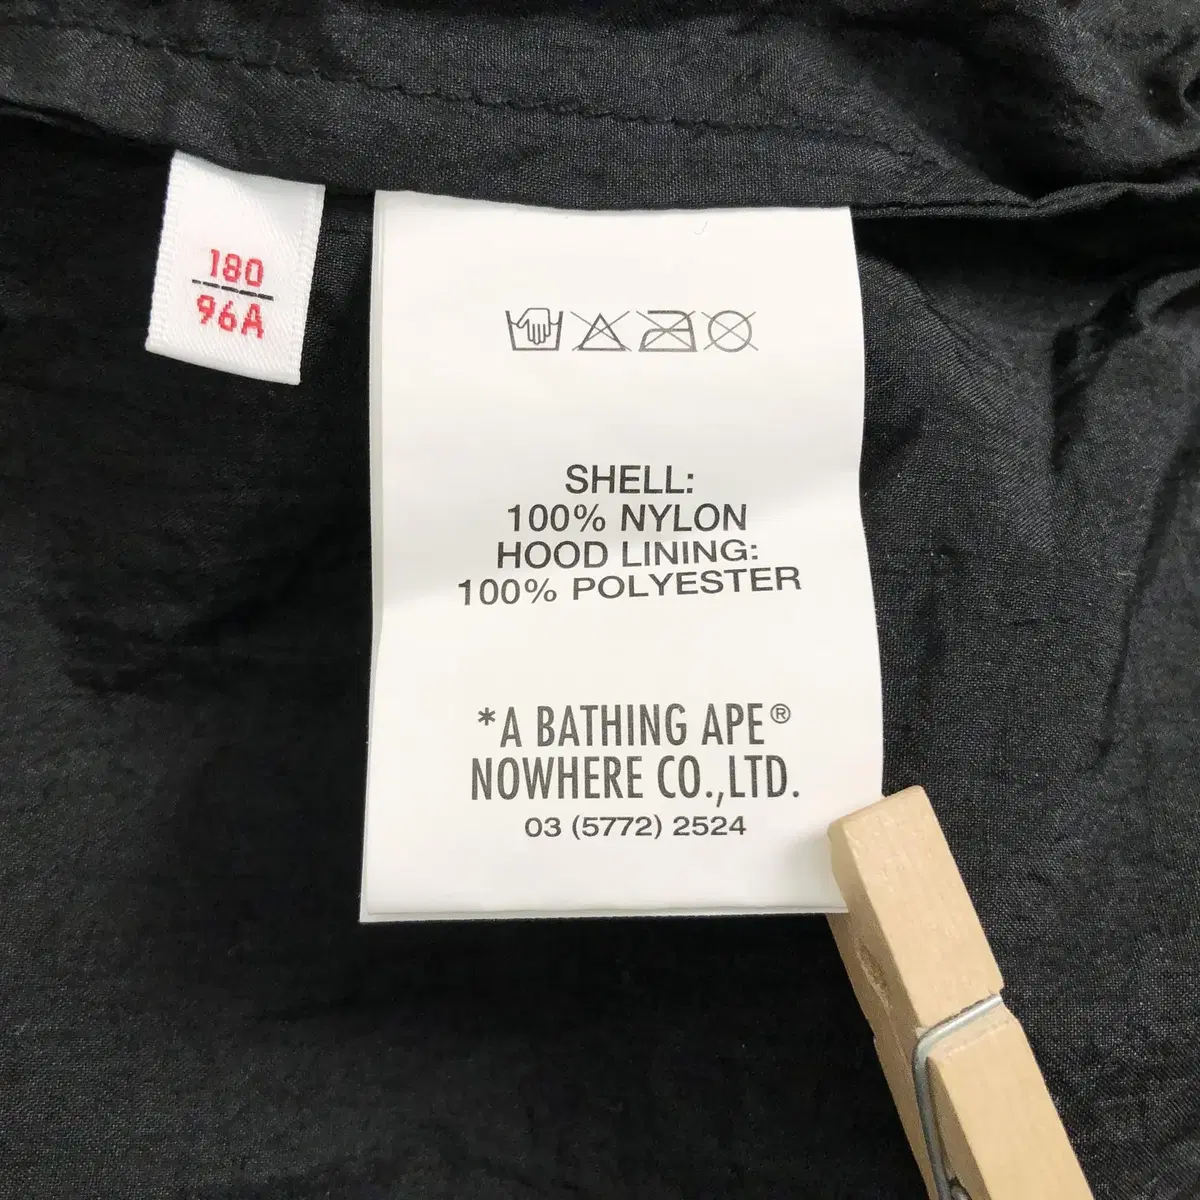 180
96A
SHELL:
100% NYLON
HOOD LINING:
100% POLYESTER
*A BATHING APE®
NOWHERE CO.,LTD.
03 (5772) 2524